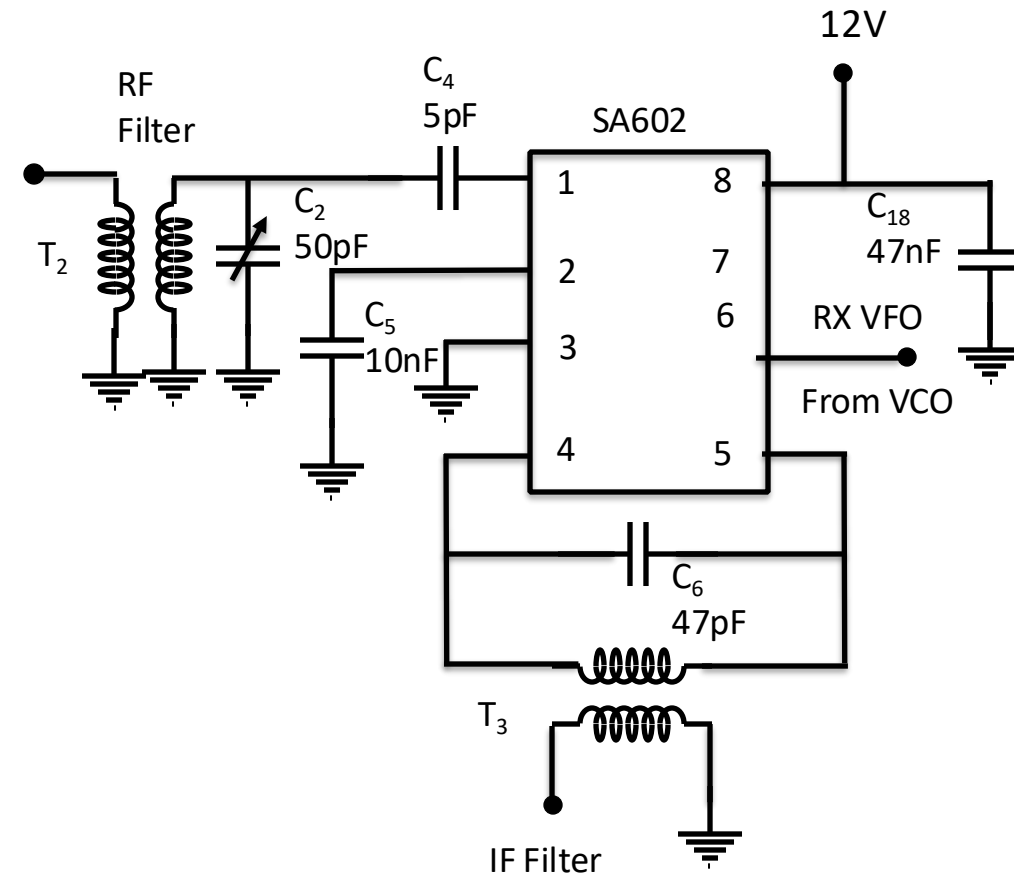 12V
RF
Filter
C4
5pF
SA602
1
8
C2
50pF
C18
47nF
T2
2
7
C5
10nF
3
6
RX VFO
From VCO
4
5
C6
47pF
T3
IF Filter